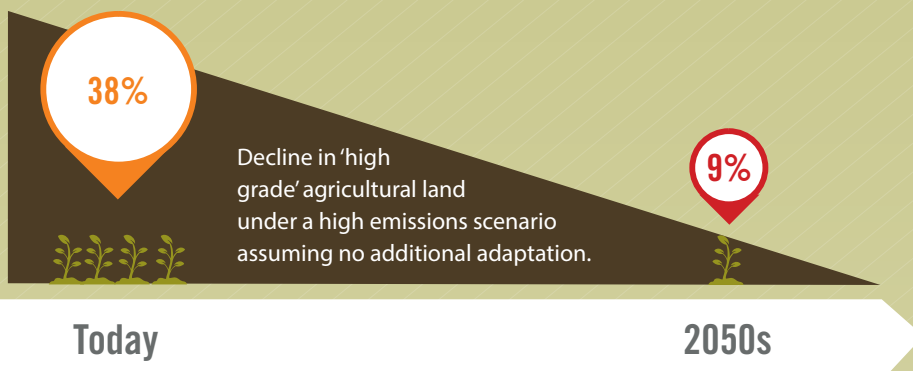 38%
Decline in ‘high
grade’ agricultural land
under a high emissions scenario
assuming no additional adaptation.
9%
Today
2050s